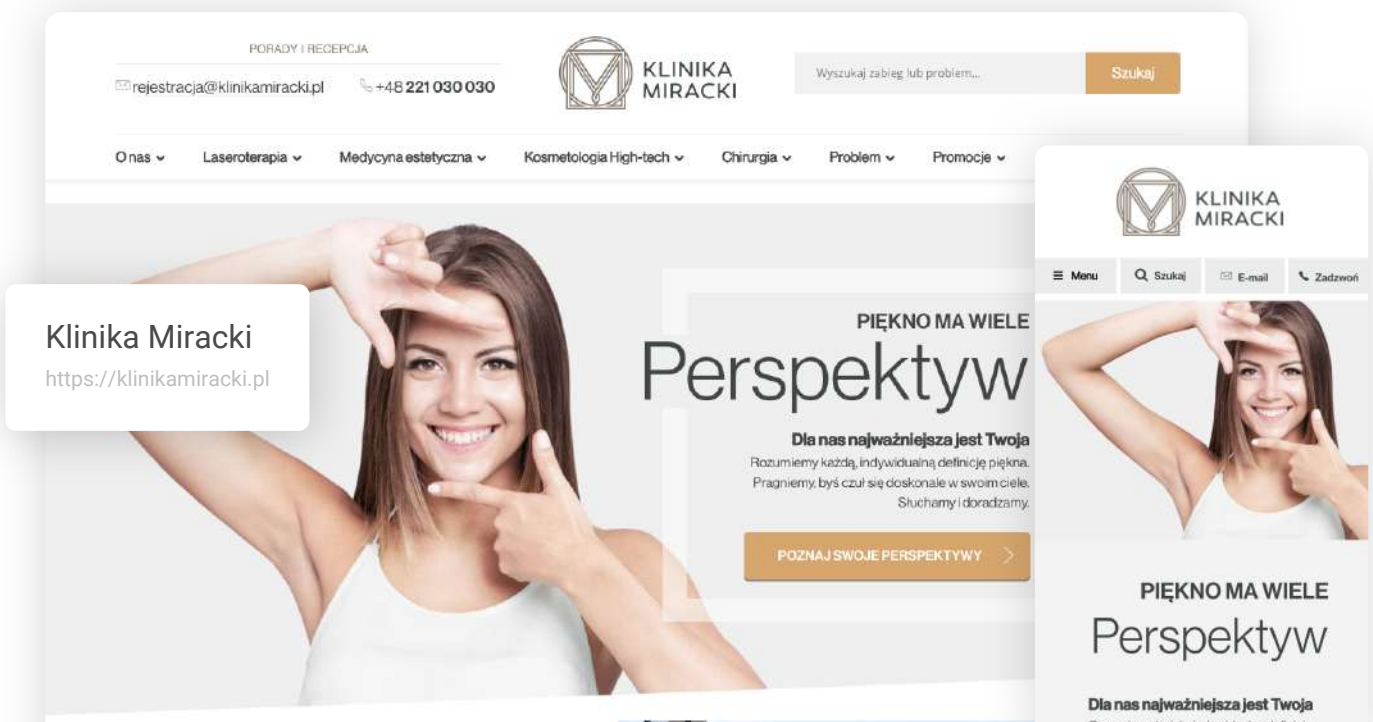 PORADY I RECEPCJA
rejestracja@klinikamiracki.pl
+48 221 030 030
KLINIKA
MIRACKI
Wyszukaj zabieg lub problem...
Szukaj
O nas
Laseroterapia
Medycyna estetyczna
Kosmetologia High-tech
Chirurgia
Problem
Promocje
Klinika Miracki
https://klinikamiracki.pl
PIĘKNO MA WIELE
Perspektyw
Dla nas najważniejsza jest Twoja
Rozumiemy każdą, indywidualną definicję piękna.
Pragniemy, byś czuł się doskonale w swoim ciele.
Słuchamy i doradzamy.
POZNAJ SWOJE PERSPEKTYWY
KLINIKA
MIRACKI
Menu
Szukaj
E-mail
Zadzwoń
PIĘKNO MA WIELE
Perspektyw
Dla nas najważniejsza jest Twoja